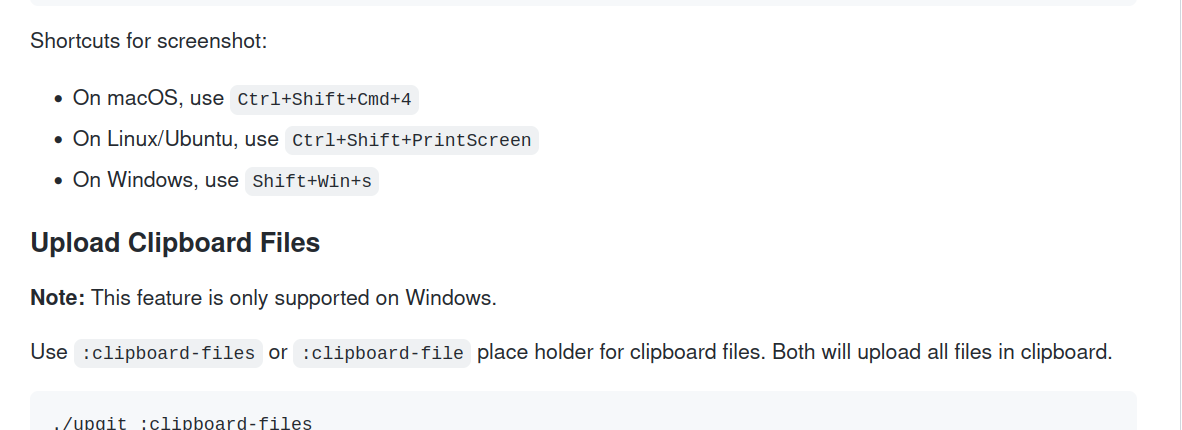 Shortcuts for screenshot:
• On macOS, use Ctrl+Shift+Cmd+4
• On Linux/Ubuntu, use Ctrl+Shift+PrintScreen
• On Windows, use Shift+Win+s
Upload Clipboard Files
Note: This feature is only supported on Windows.
Use :clipboard-files or :clipboard-file place holder for clipboard files. Both will upload all files in clipboard.
./upgit :clipboard-files